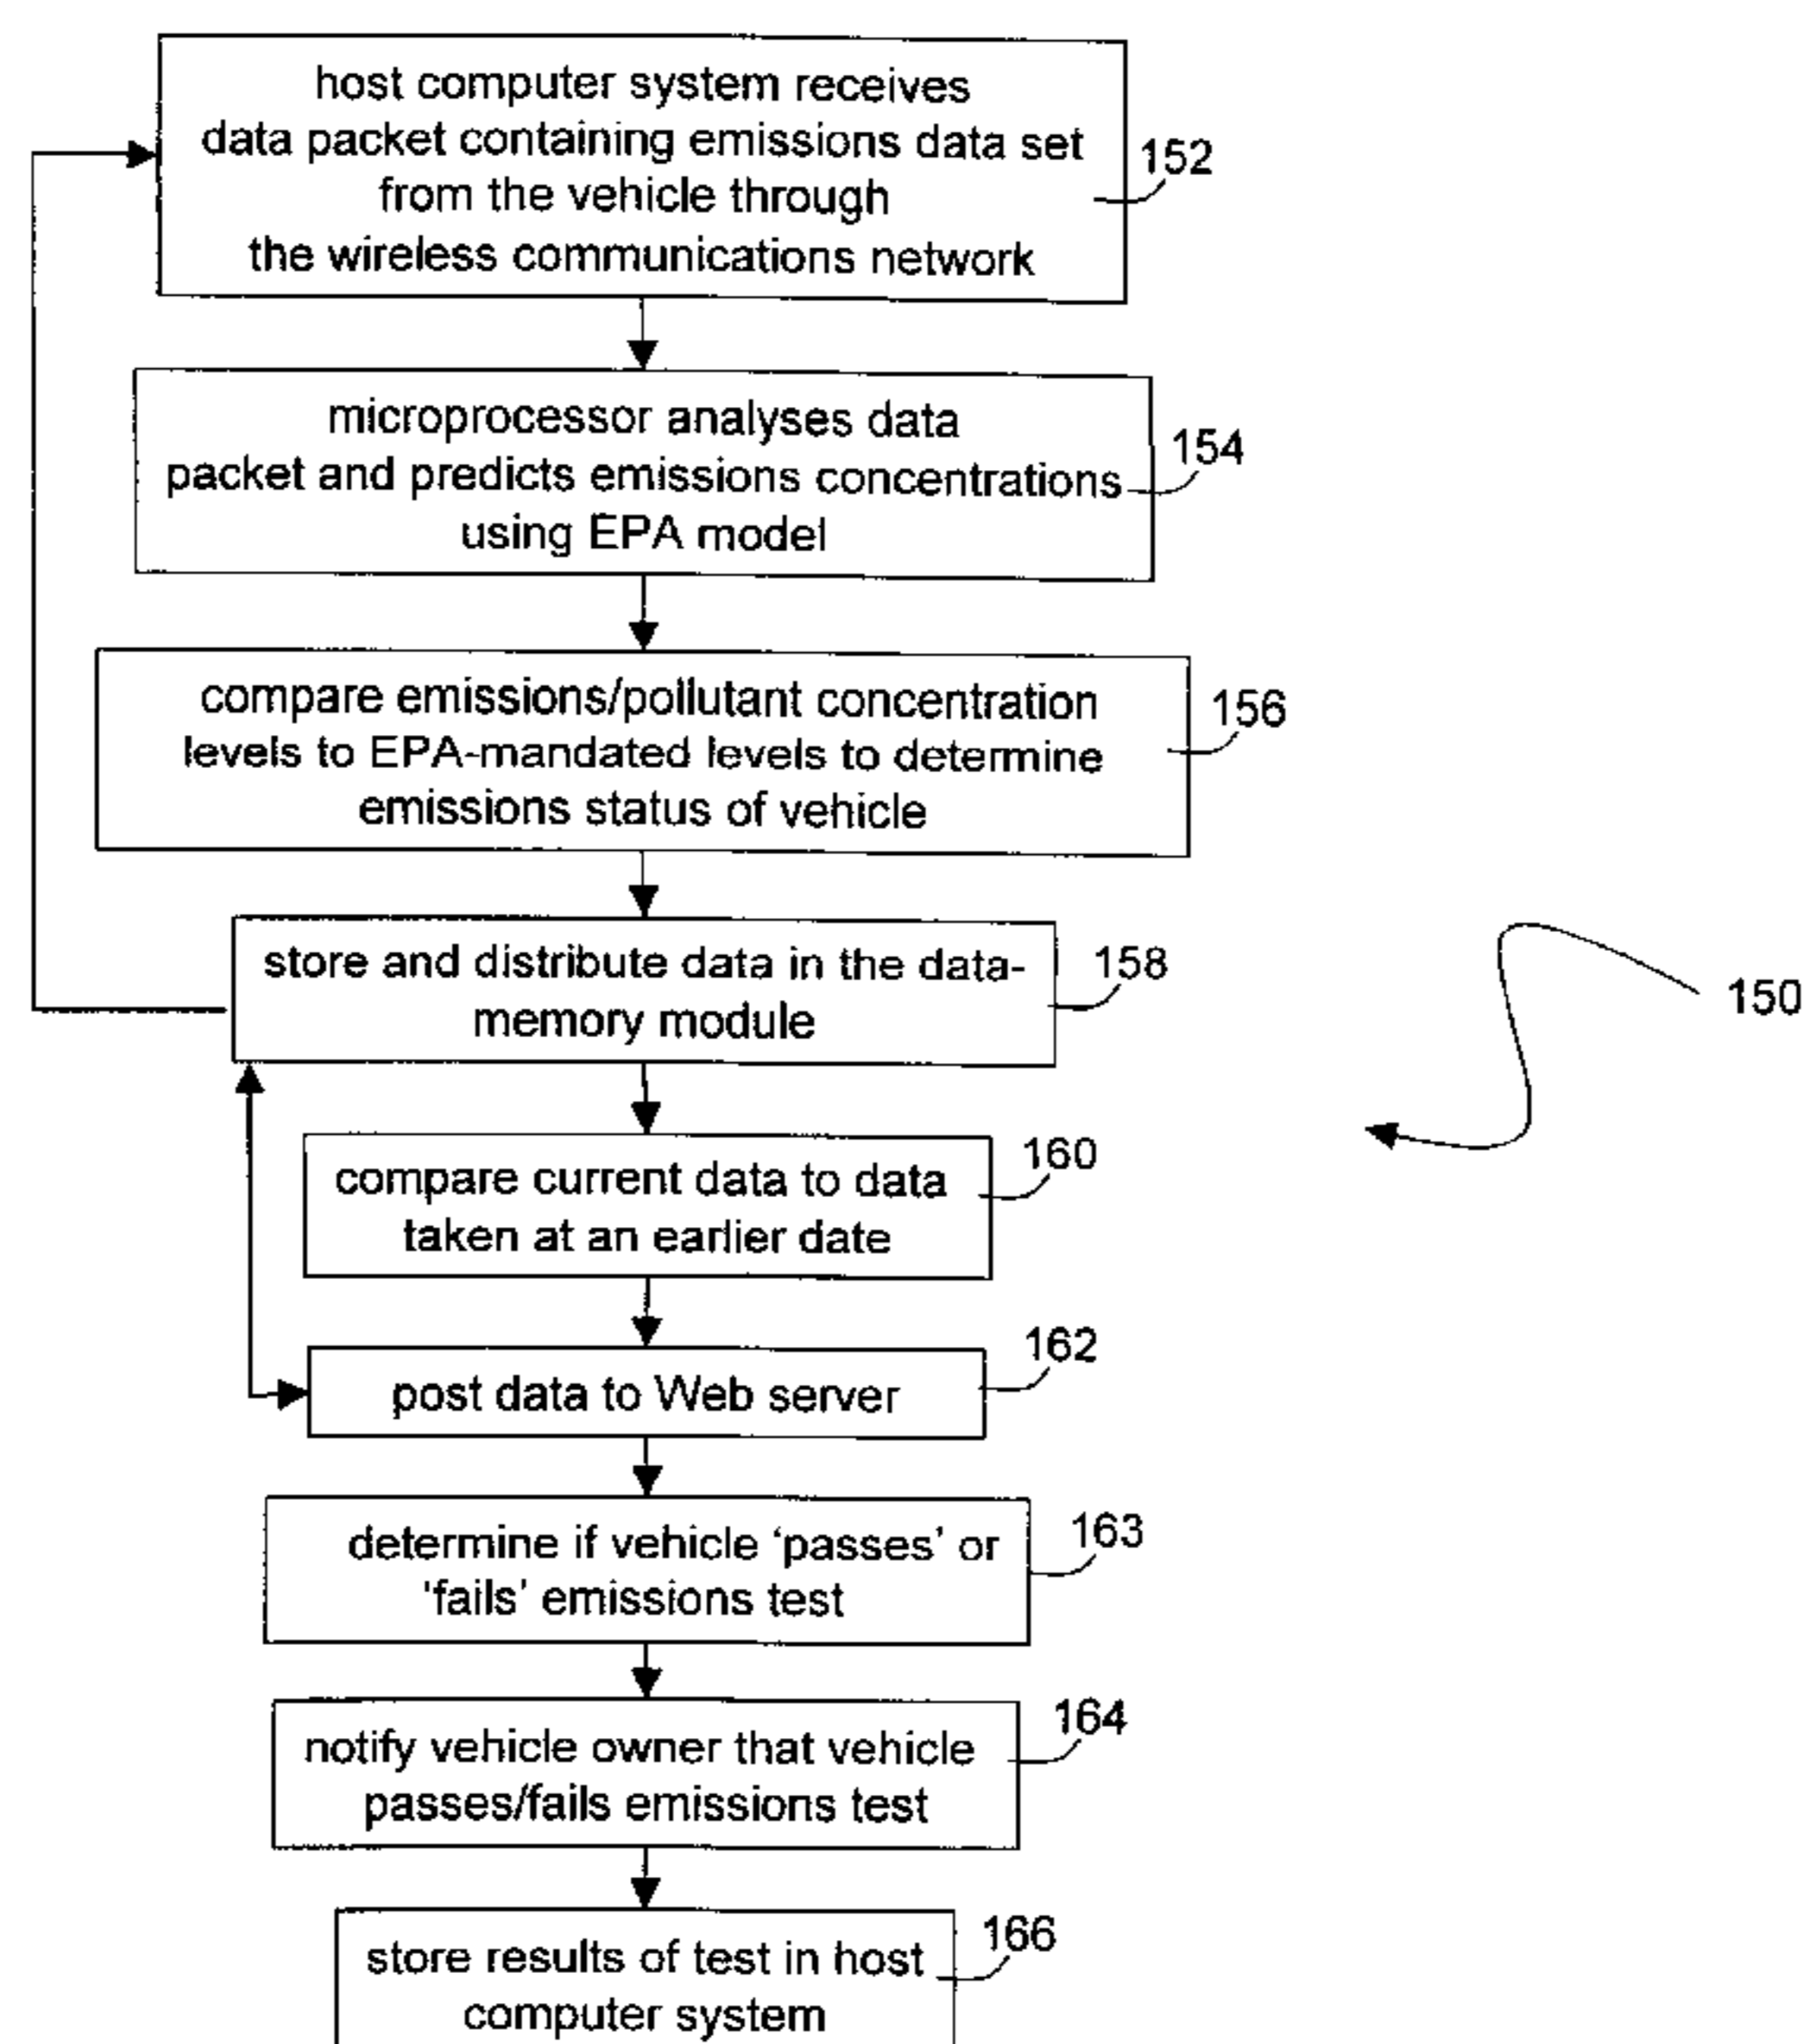 host computer system receives
data packet containing emissions data set
from the vehicle through
the wireless communications network
152
microprocessor analyses data
packet and predicts emissions concentrations
using EPA model
154
compare emissions/pollutant concentration
levels to EPA-mandated levels to determine
emissions status of vehicle
156
store and distribute data in the data-
memory module
158
150
compare current data to data
taken at an earlier date
160
post data to Web server
162
determine if vehicle ‘passes’ or
‘fails’ emissions test
163
notify vehicle owner that vehicle
passes/fails emissions test
164
store results of test in host
computer system
166